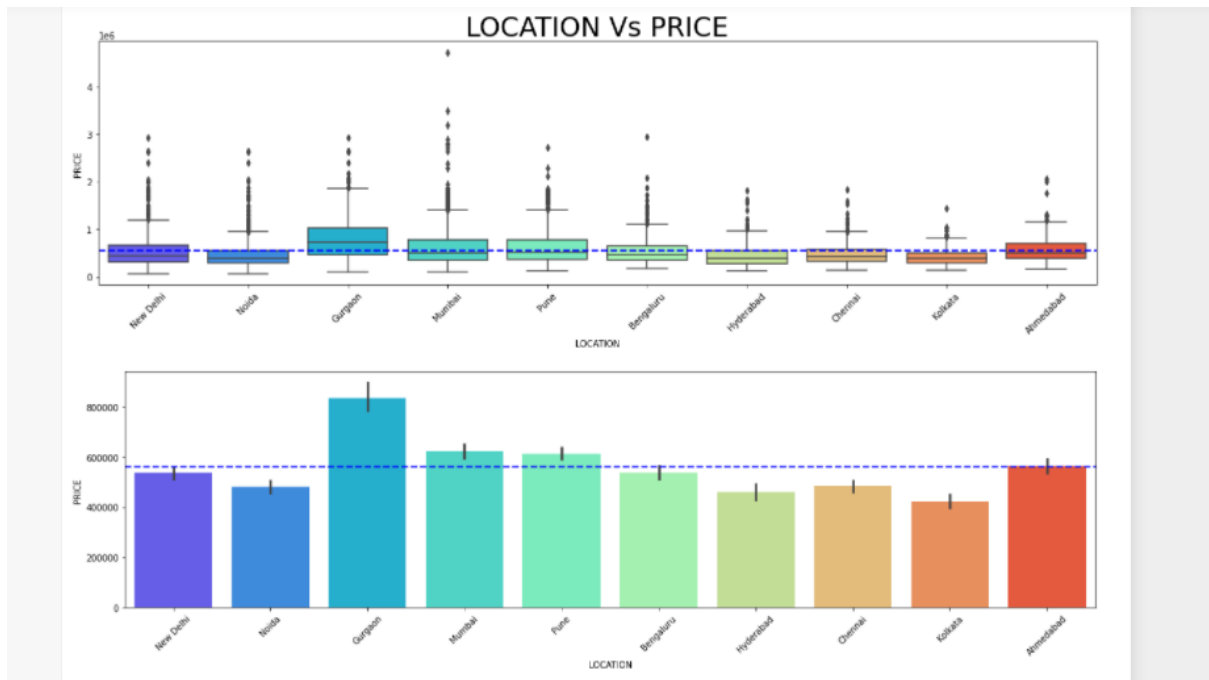 LOCATION Vs PRICE
1e6
4
3
2
1
0
PRICE
New Delhi
Noida
Gurgaon
Mumbai
Pune
Bengaluru
Hyderabad
Chennai
Kolkata
Ahmedabad
LOCATION
800000
600000
400000
200000
0
PRICE
New Delhi
Noida
Gurgaon
Mumbai
Pune
Bengaluru
Hyderabad
Chennai
Kolkata
Ahmedabad
LOCATION